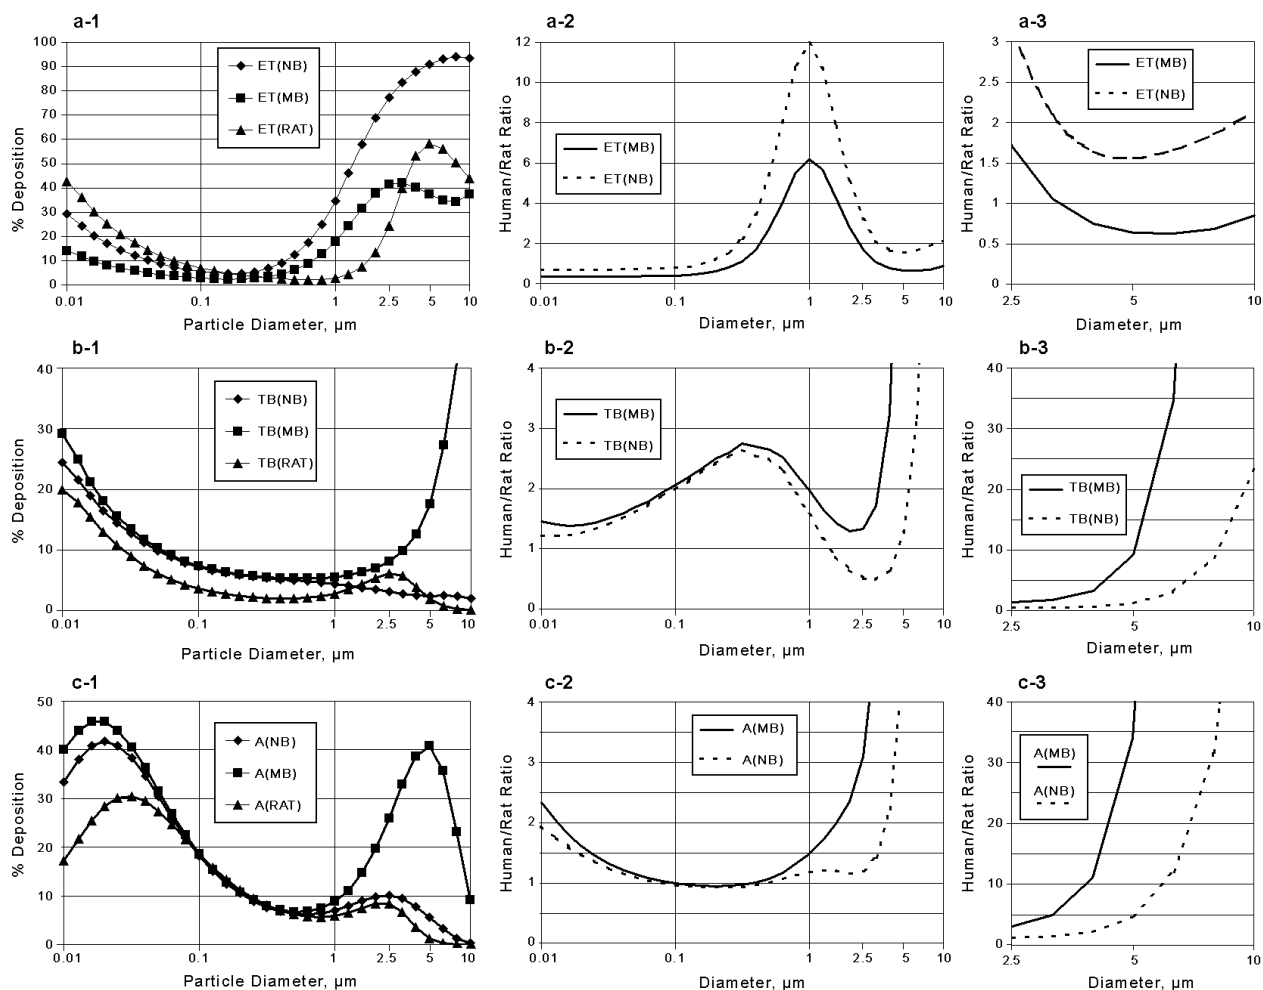 a-1
% Deposition
100
90
80
70
60
50
40
30
20
10
0
ET(NB)
ET(MB)
ET(RAT)
0.01
0.1
1
2.5
5
10
Particle Diameter, µm
a-2
Human/Rat Ratio
12
10
8
6
4
2
0
ET(MB)
ET(NB)
0.01
0.1
1
2.5
5
10
Diameter, µm
a-3
Human/Rat Ratio
3
2.5
2
1.5
1
0.5
0
ET(MB)
ET(NB)
2.5
5
10
Diameter, µm
b-1
% Deposition
40
30
20
10
0
TB(NB)
TB(MB)
TB(RAT)
0.01
0.1
1
2.5
5
10
Particle Diameter, µm
b-2
Human/Rat Ratio
4
3
2
1
0
TB(MB)
TB(NB)
0.01
0.1
1
2.5
5
10
Diameter, µm
b-3
Human/Rat Ratio
40
30
20
10
0
TB(MB)
TB(NB)
2.5
5
10
Diameter, µm
c-1
% Deposition
50
40
30
20
10
0
A(NB)
A(MB)
A(RAT)
0.01
0.1
1
2.5
5
10
Particle Diameter, µm
c-2
Human/Rat Ratio
4
3
2
1
0
A(MB)
A(NB)
0.01
0.1
1
2.5
5
10
Diameter, µm
c-3
Human/Rat Ratio
40
30
20
10
0
A(MB)
A(NB)
2.5
5
10
Diameter, µm